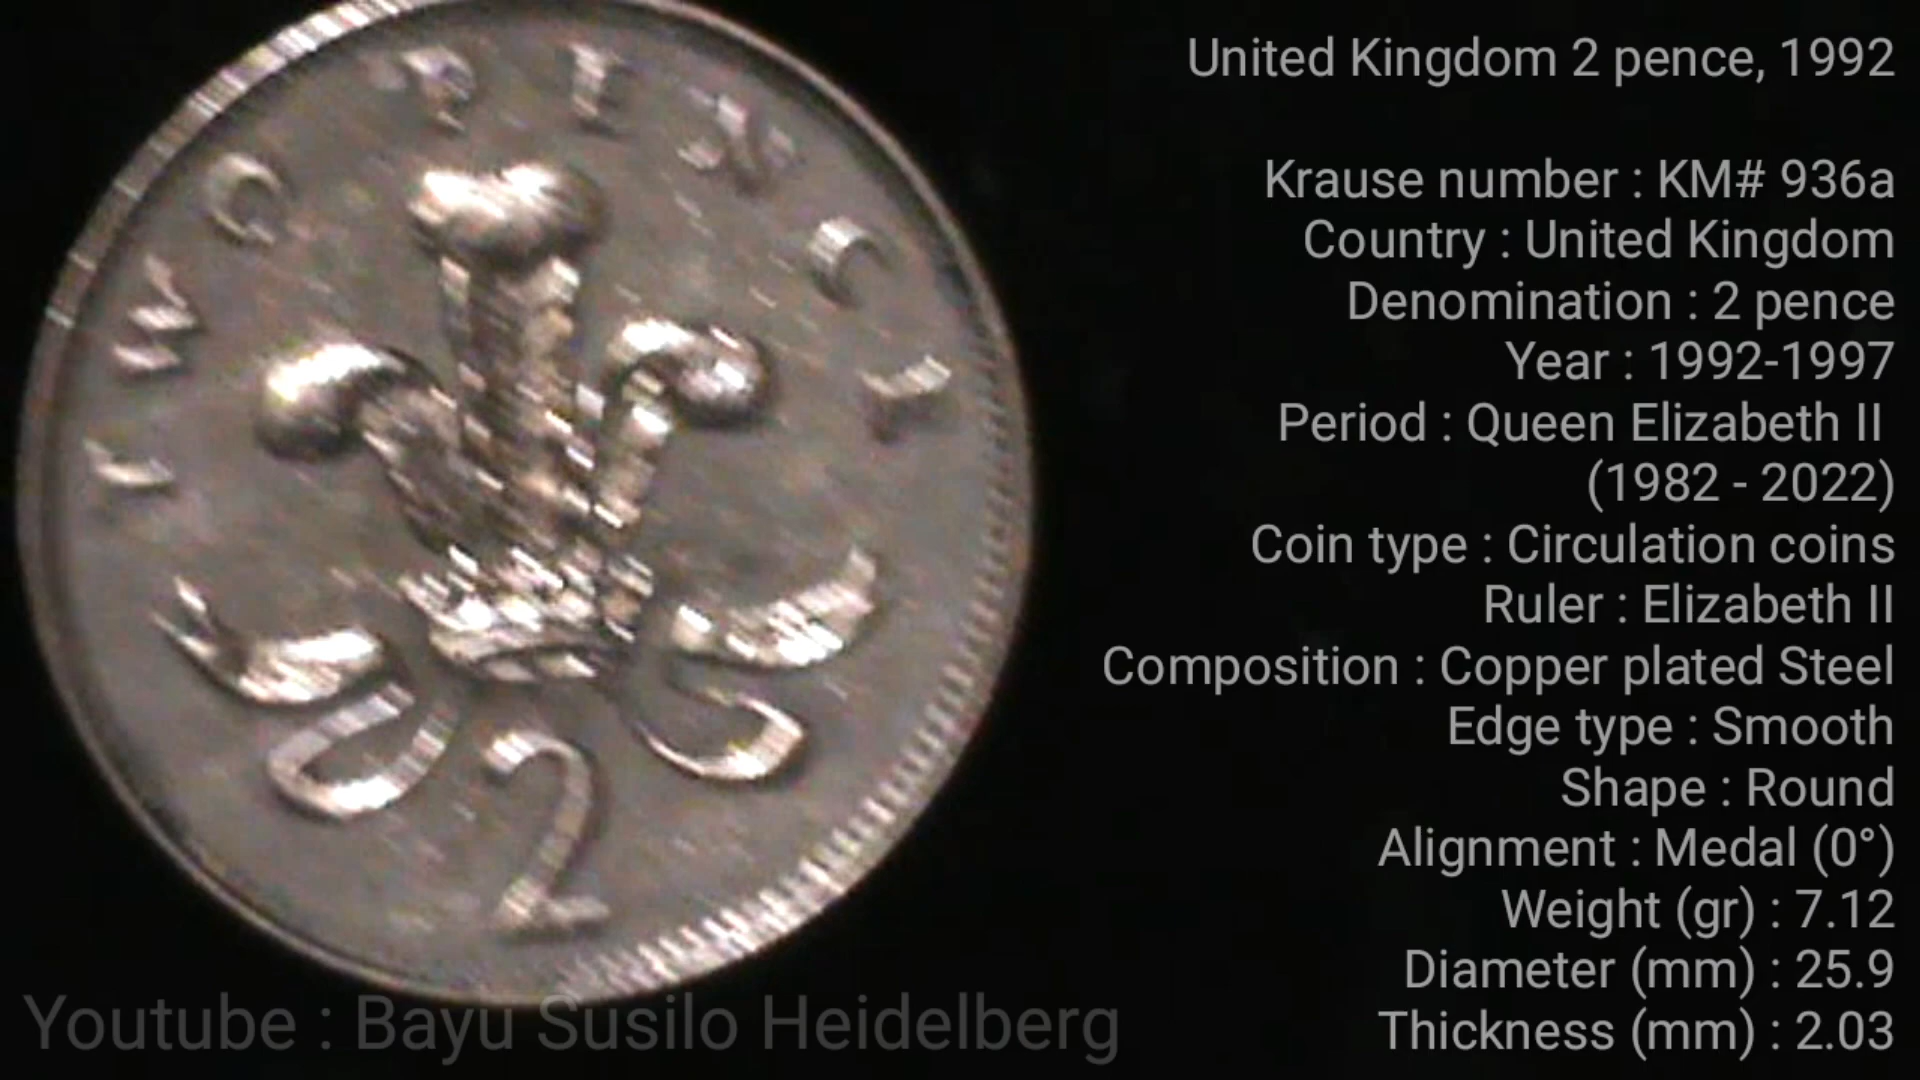 TWO PENCE
2
United Kingdom 2 pence, 1992
Krause number : KM# 936a
Country : United Kingdom
Denomination : 2 pence
Year : 1992-1997
Period : Queen Elizabeth II
(1982 - 2022)
Coin type : Circulation coins
Ruler : Elizabeth II
Composition : Copper plated Steel
Edge type : Smooth
Shape : Round
Alignment : Medal (0°)
Weight (gr) : 7.12
Diameter (mm) : 25.9
Thickness (mm) : 2.03
Youtube : Bayu Susilo Heidelberg